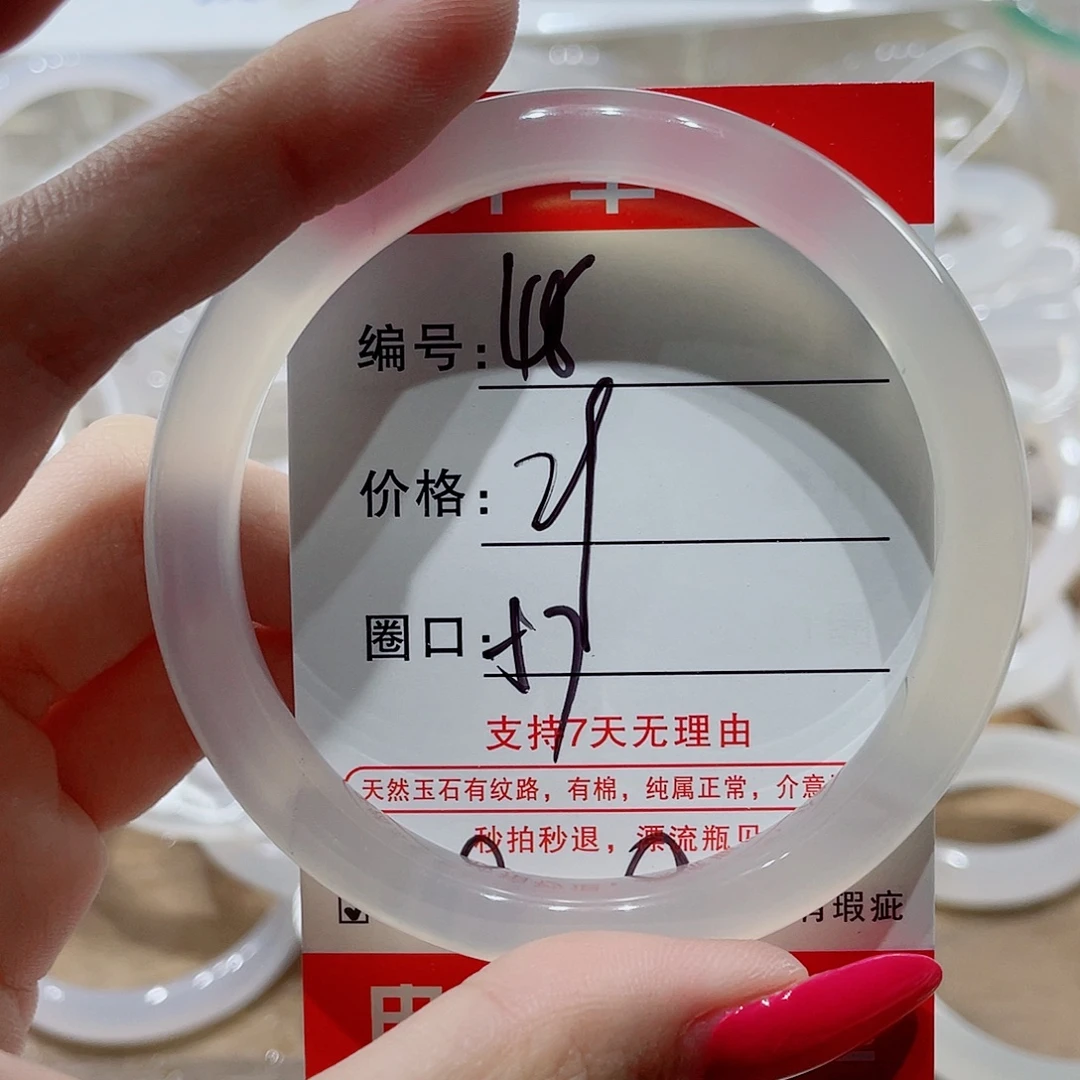 编号: 48
价格: 29
圈口: 57
支持7天无理由
天然玉石有纹路，有棉，纯属正常，介意
秒拍秒退，漂流瓶见
有瑕疵